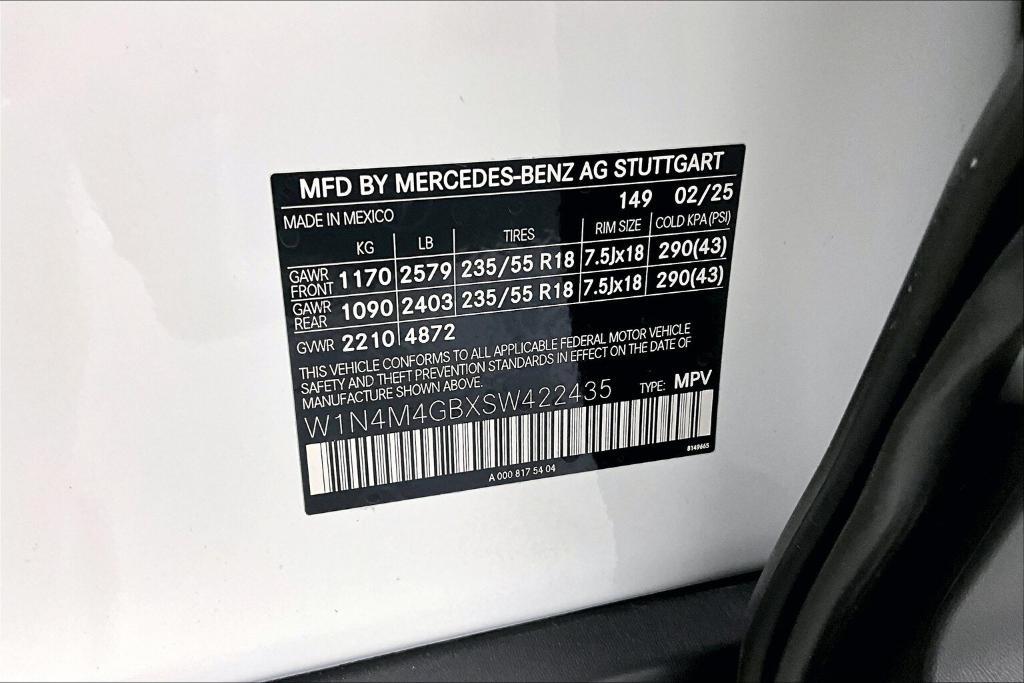 MFD BY MERCEDES-BENZ AG STUTTGART
149 02/25
MADE IN MEXICO
KG LB TIRES RIM SIZE COLD KPA (PSI)
GAWR FRONT 1170 2579 235/55 R18 7.5Jx18 290(43)
GAWR REAR 1090 2403 235/55 R18 7.5Jx18 290(43)
GVWR 2210 4872
THIS VEHICLE CONFORMS TO ALL APPLICABLE FEDERAL MOTOR VEHICLE
SAFETY AND THEFT PREVENTION STANDARDS IN EFFECT ON THE DATE OF
MANUFACTURE SHOWN ABOVE.
W1N4M4GBXSW422435 TYPE: MPV
A 000 817 54 04
8149665